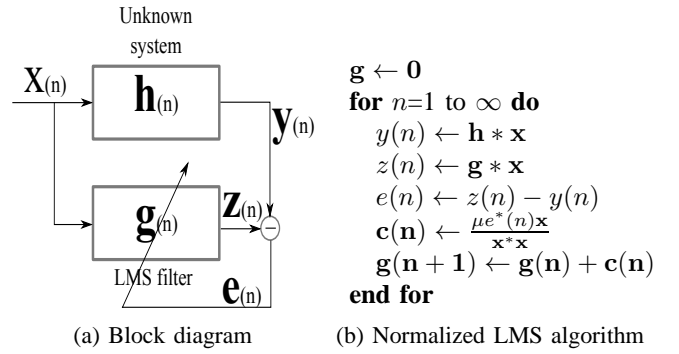 Unknown
system
X(n)
h(n)
y(n)
g(n)
z(n)
−
LMS filter
e(n)
(a) Block diagram
g ← 0
for n=1 to ∞ do
y(n) ← h ∗ x
z(n) ← g ∗ x
e(n) ← z(n) − y(n)
c(n) ← μe*(n)x / x*x
g(n + 1) ← g(n) + c(n)
end for
(b) Normalized LMS algorithm